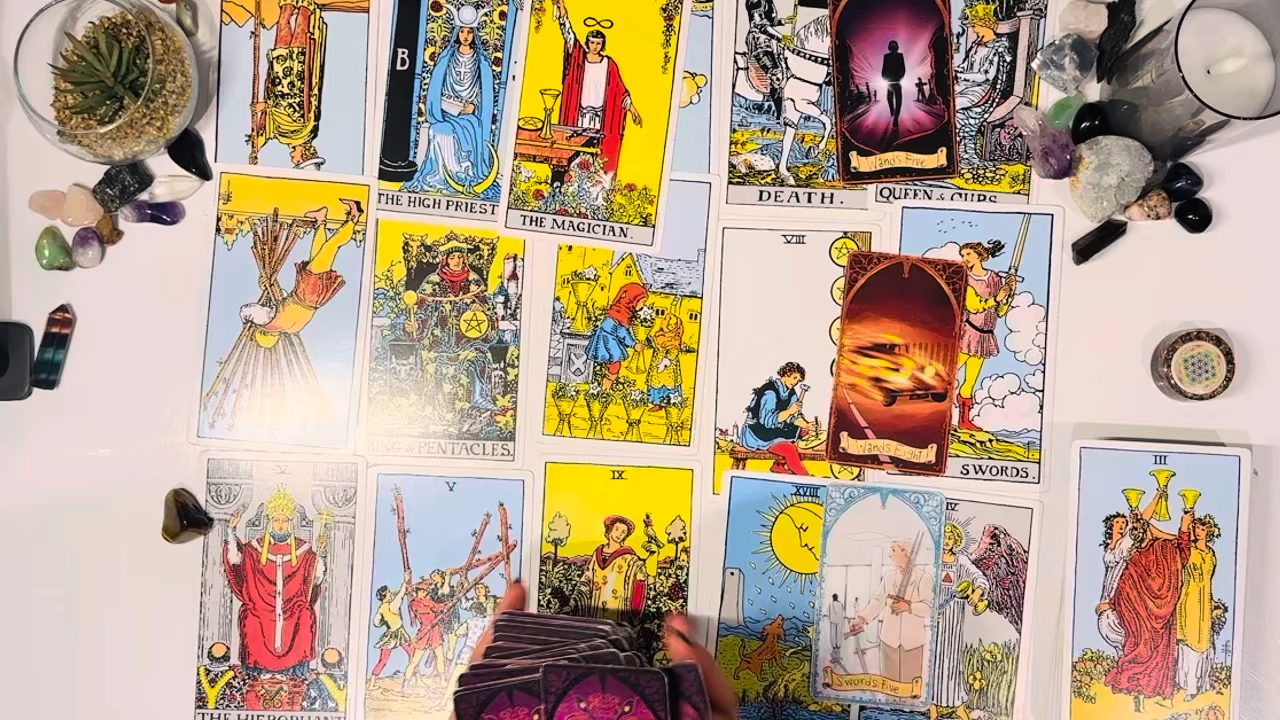 B
THE HIGH PRIEST
THE MAGICIAN.
DEATH.
Wands Five
QUEEN of CUPS.
VIII
KING of PENTACLES.
Wands Eight
SWORDS.
V
V
IX
XVIII
IV
III
Swords Five
THE HIEROPHANT